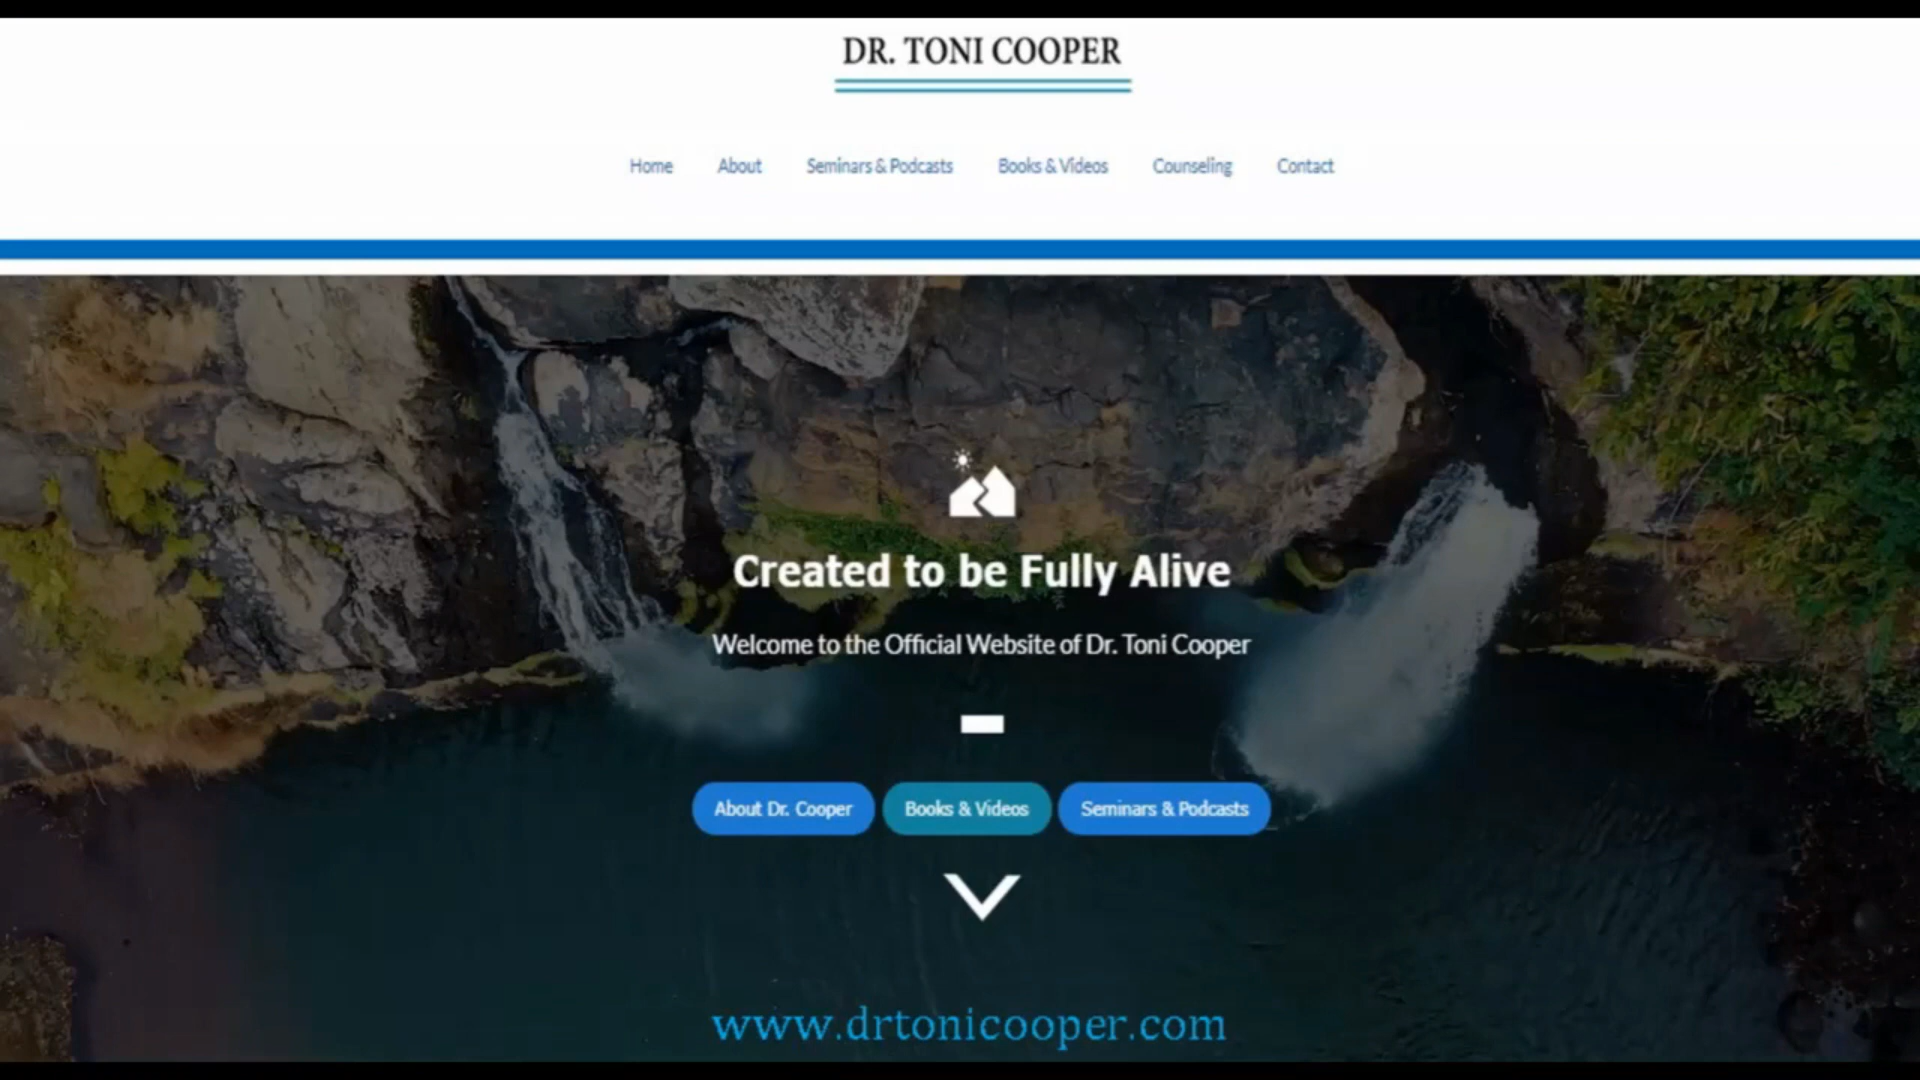 DR. TONI COOPER
Home About Seminars & Podcasts Books & Videos Counseling Contact
Created to be Fully Alive
Welcome to the Official Website of Dr. Toni Cooper
About Dr. Cooper Books & Videos Seminars & Podcasts
www.drtonicooper.com